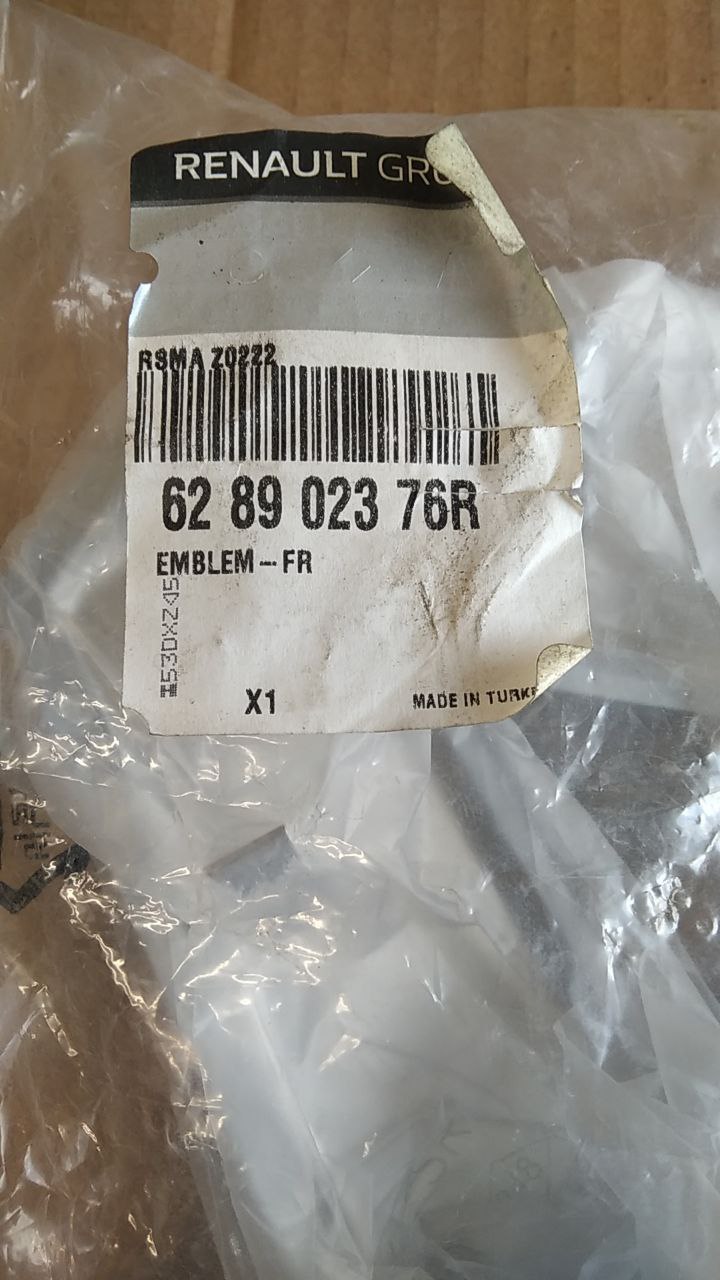 RENAULT GRO
RSMA Z0222
62 89 023 76R
EMBLEM-FR
X1
MADE IN TURK